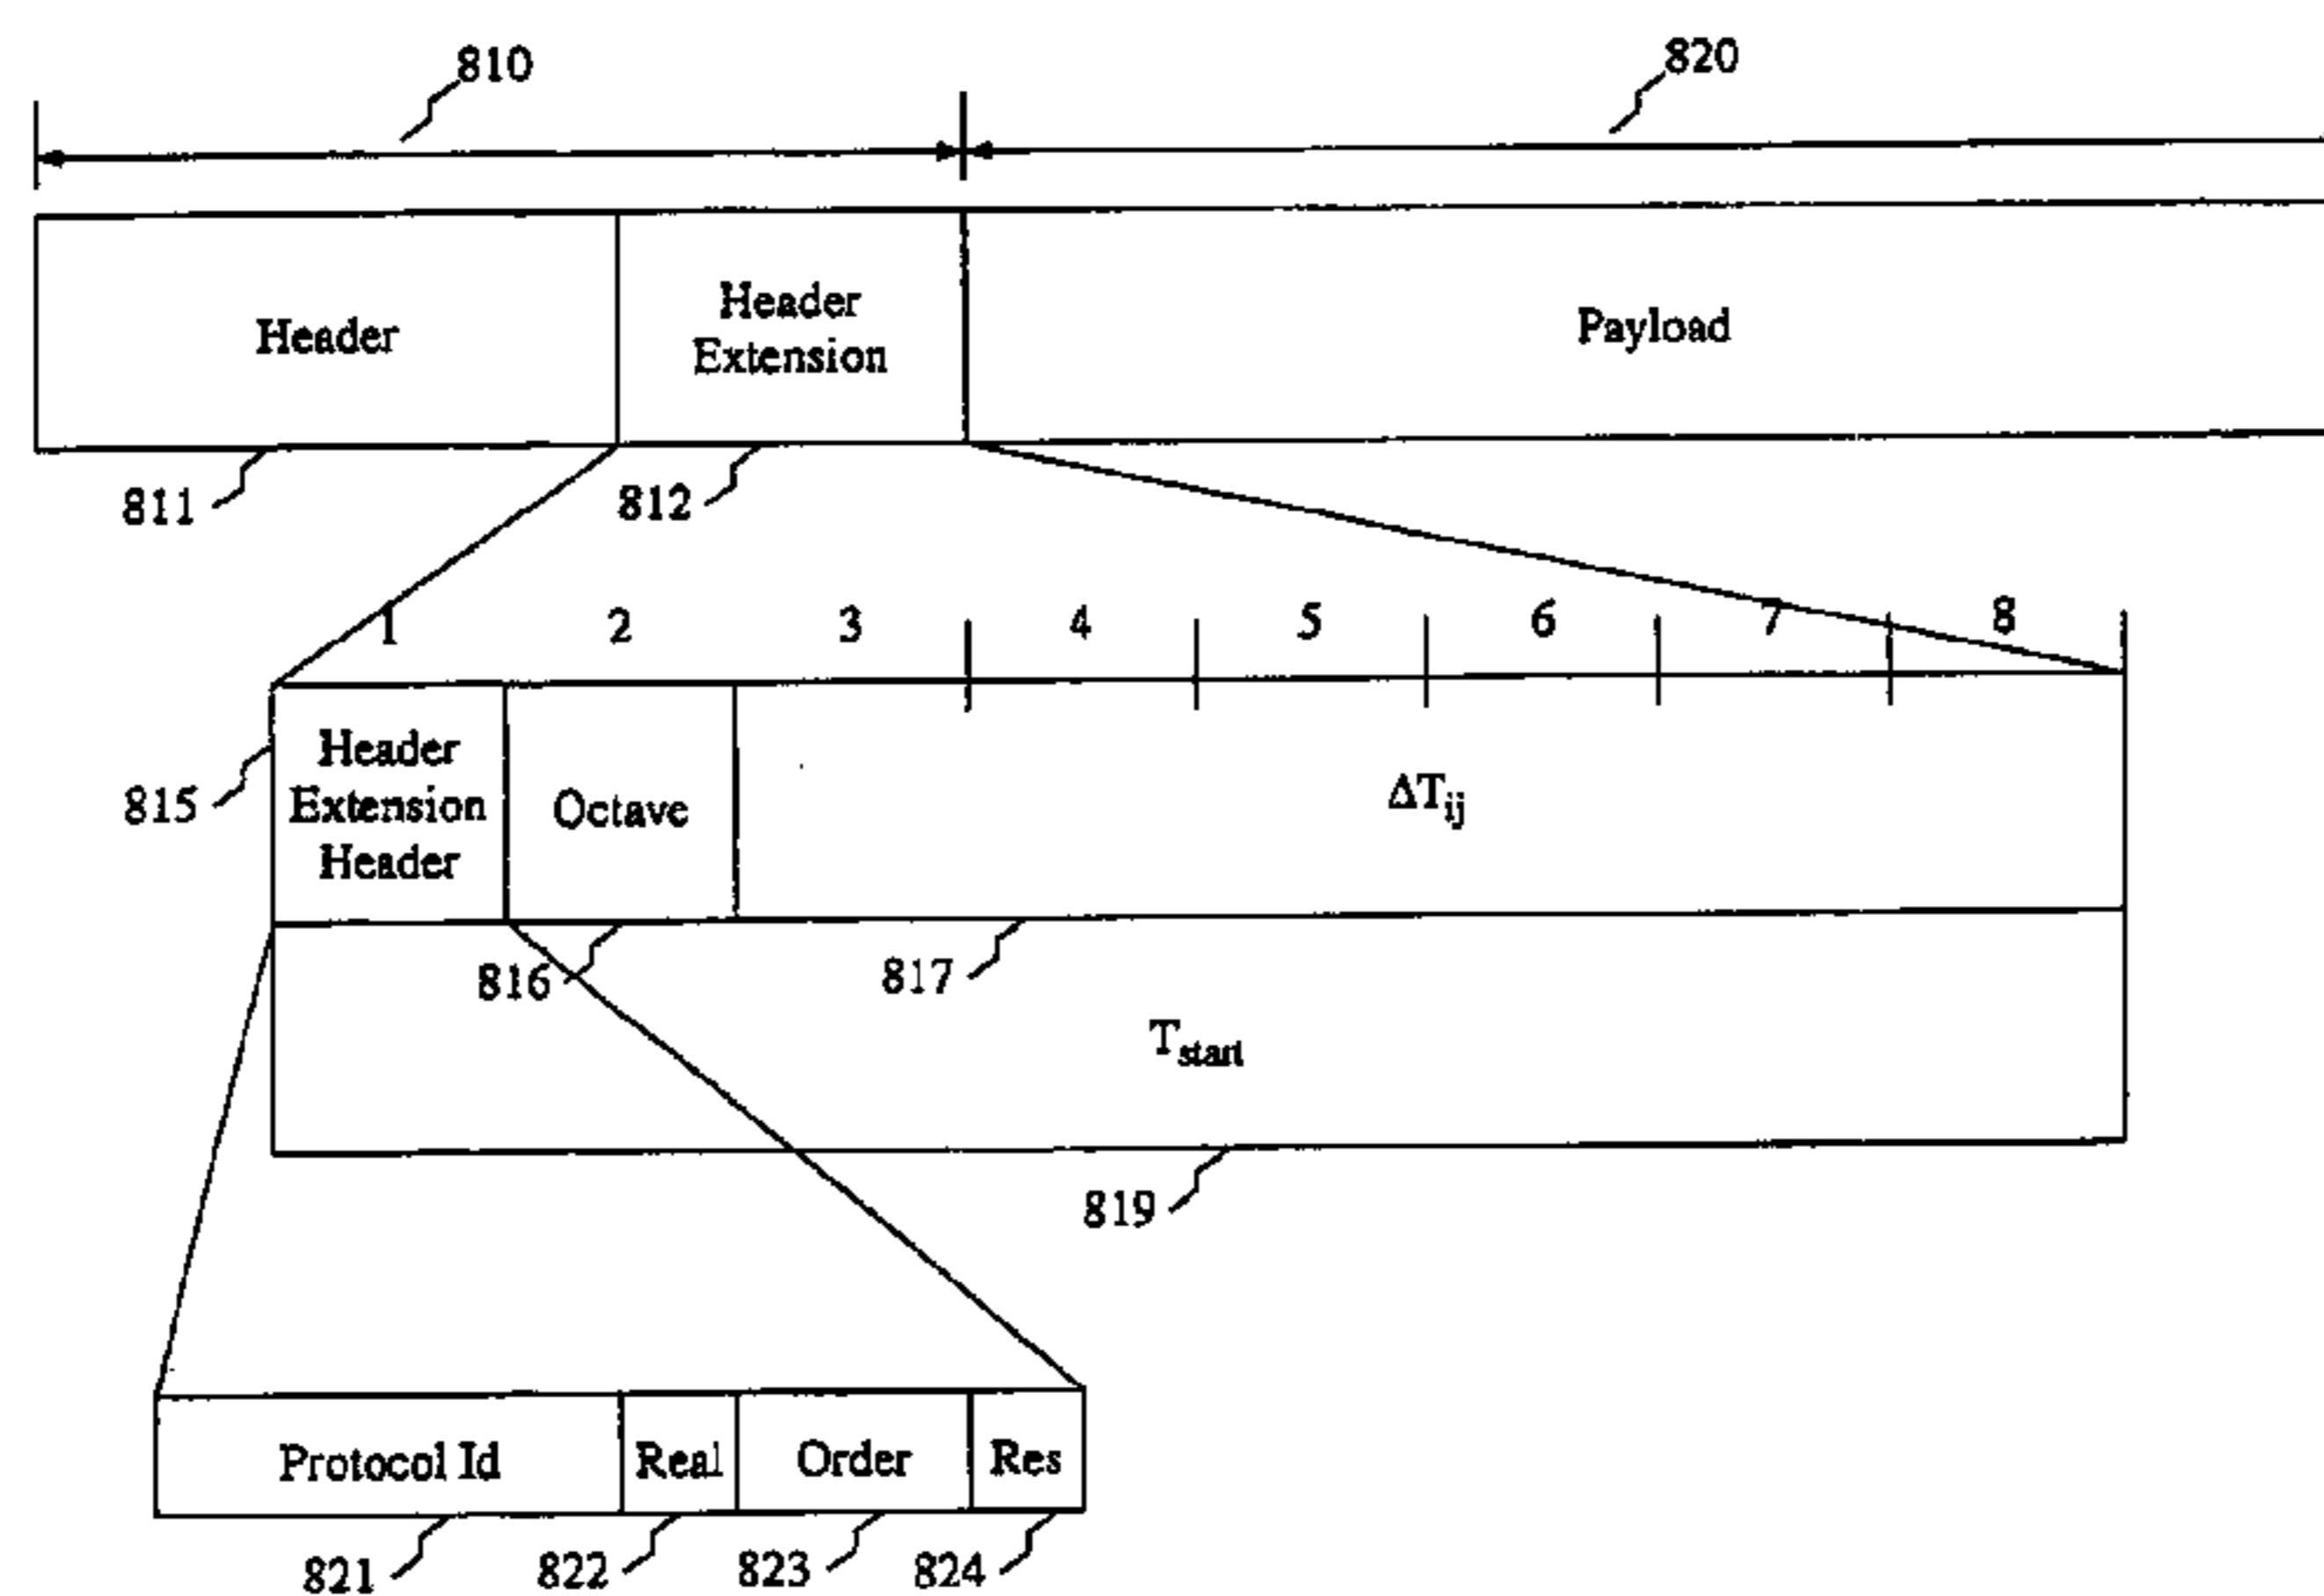 810
820
Header
Header
Extension
Payload
811
812
1 2 3 4 5 6 7 8
815
Header
Extension
Header
Octave
ΔTij
816
817
Tstart
819
Protocol Id
Real
Order
Res
821
822
823
824